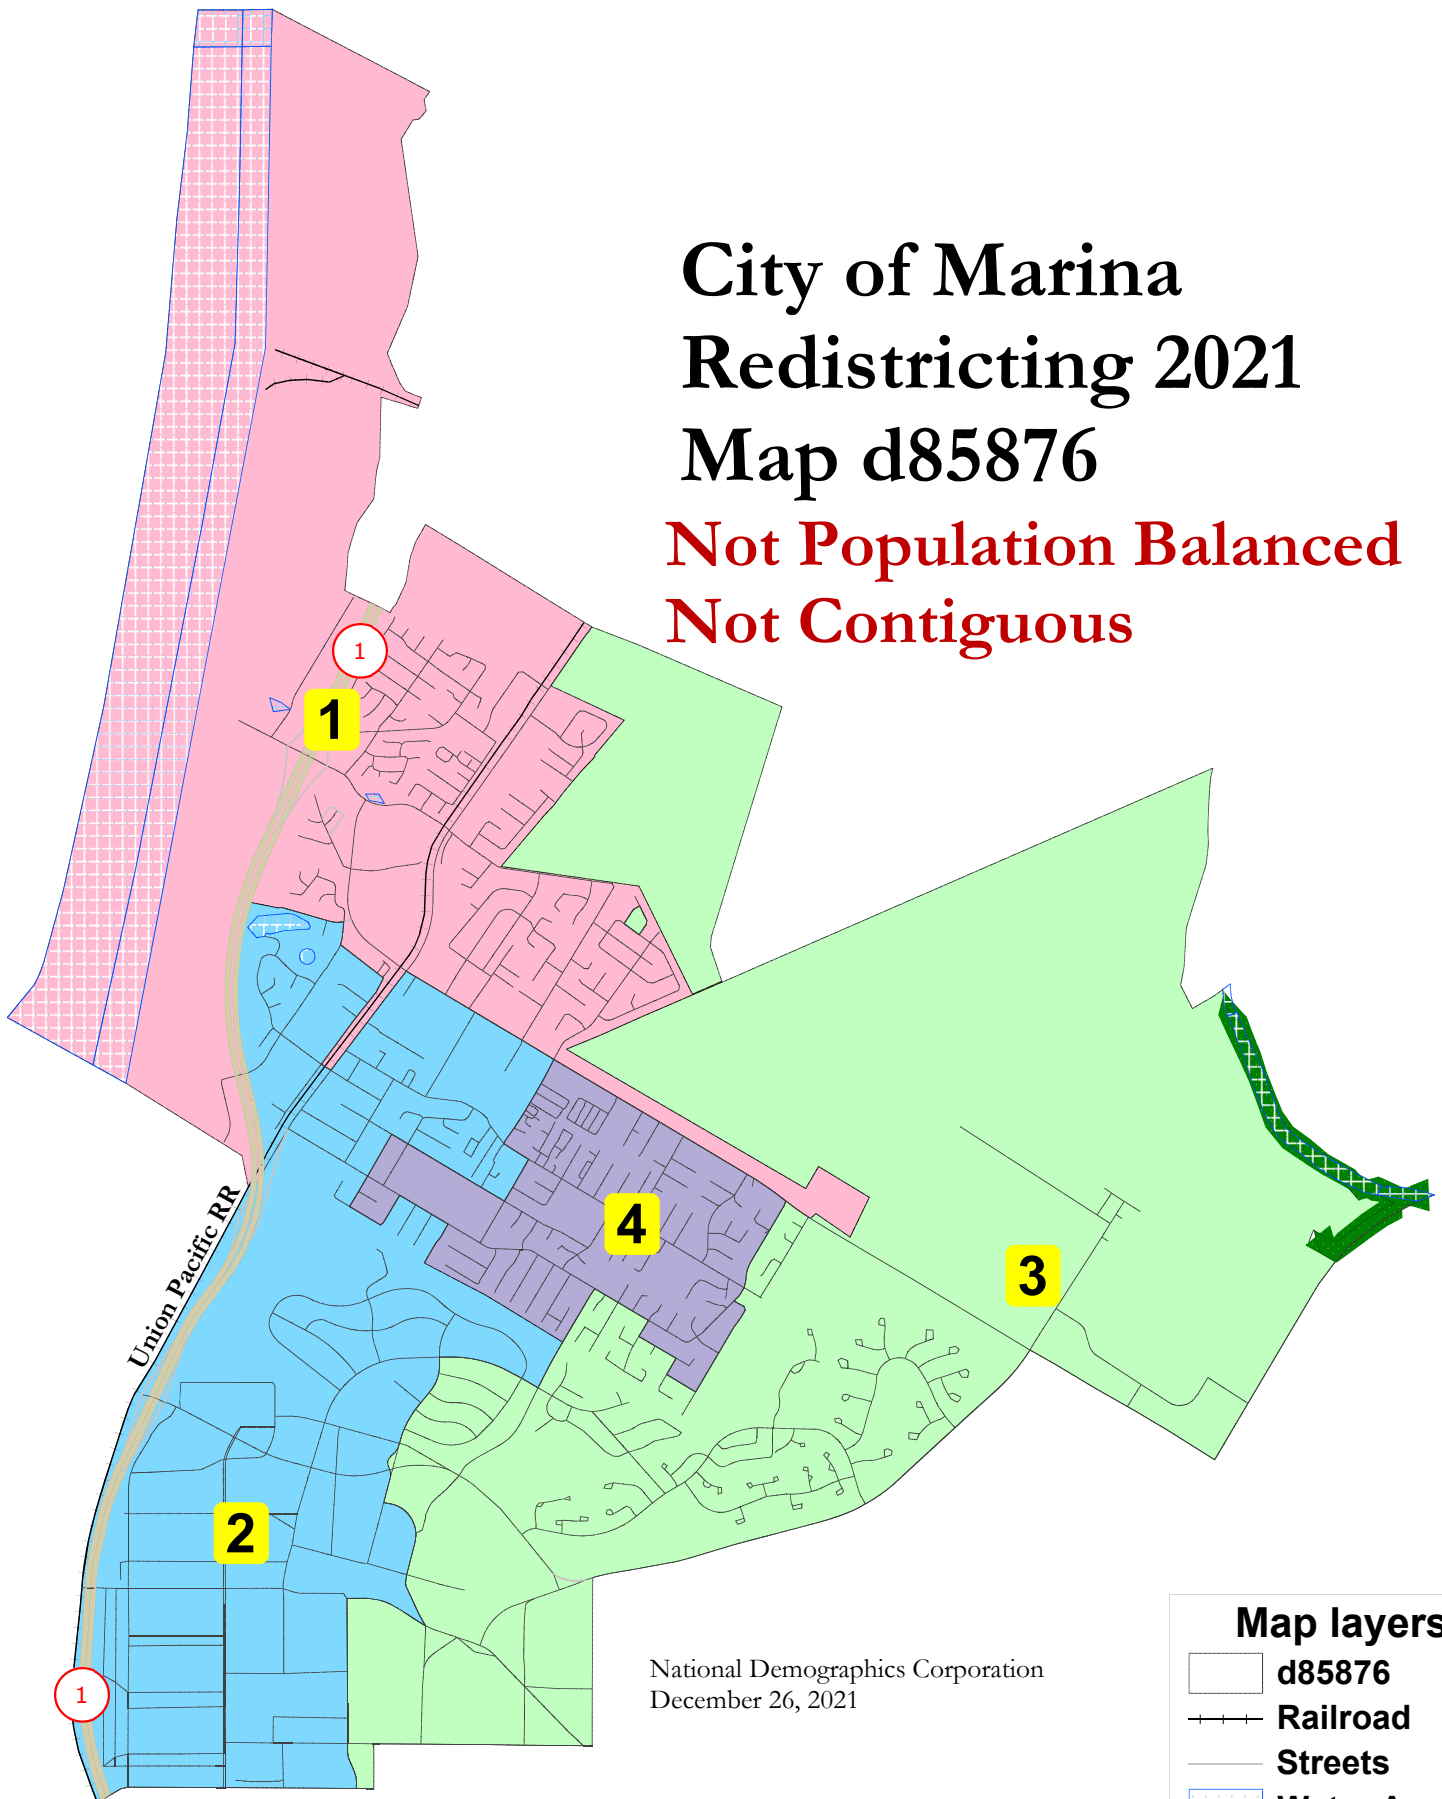 City of Marina
Redistricting 2021
Map d85876
Not Population Balanced
Not Contiguous
1
1
4
3
Union Pacific RR
2
National Demographics Corporation
December 26, 2021
1
Map layers
d85876
Railroad
Streets